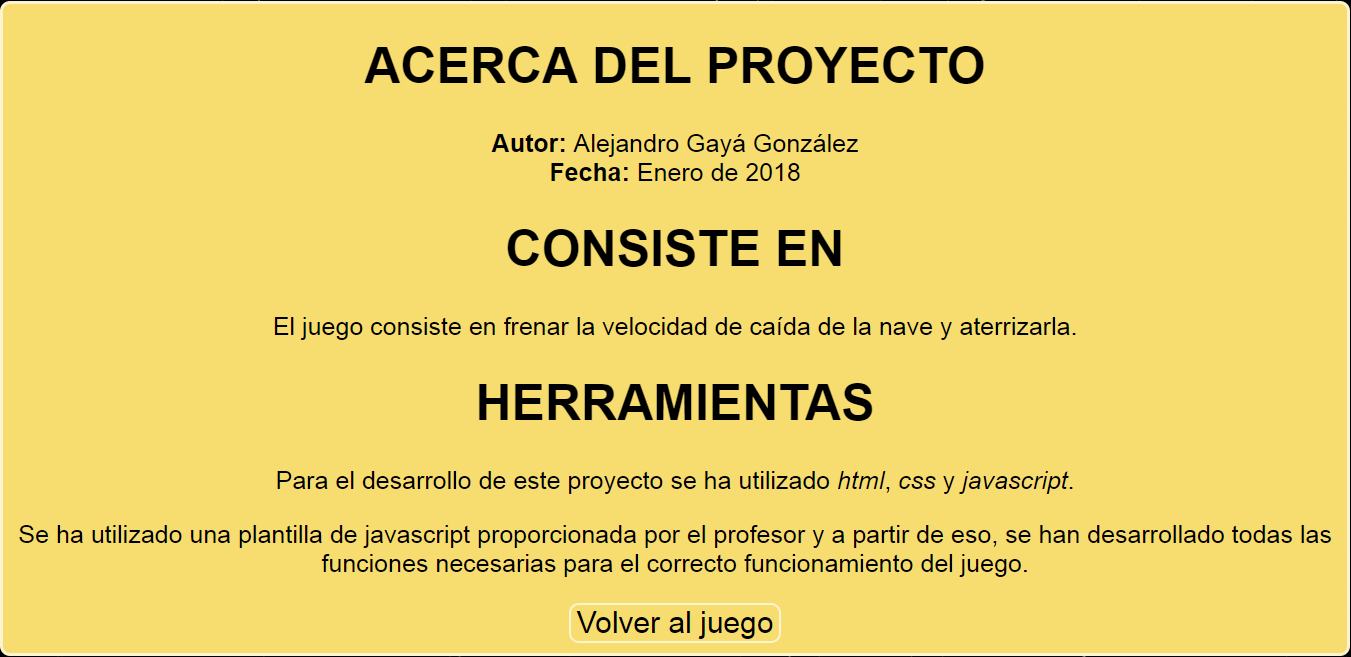 ACERCA DEL PROYECTO
Autor: Alejandro Gayá González
Fecha: Enero de 2018
CONSISTE EN
El juego consiste en frenar la velocidad de caída de la nave y aterrizarla.
HERRAMIENTAS
Para el desarrollo de este proyecto se ha utilizado html, css y javascript.
Se ha utilizado una plantilla de javascript proporcionada por el profesor y a partir de eso, se han desarrollado todas las
funciones necesarias para el correcto funcionamiento del juego.
Volver al juego